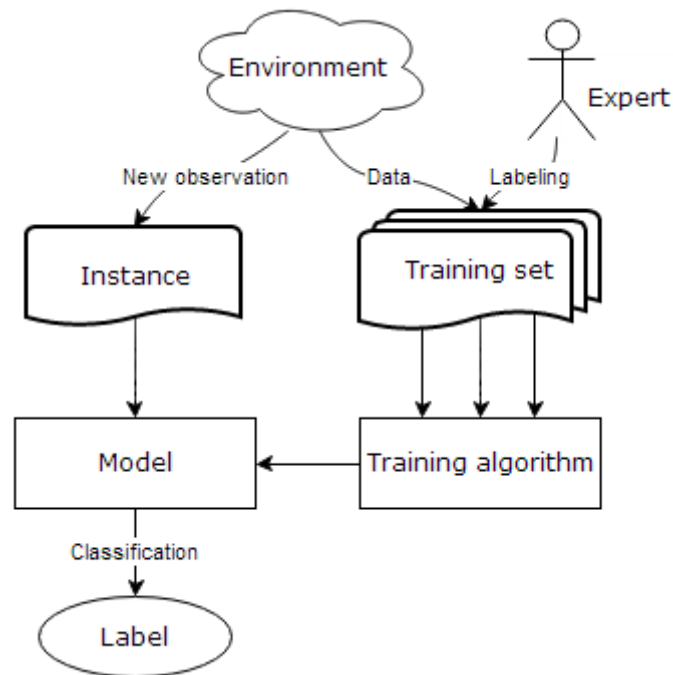 Environment
Expert
New observation
Data
Labeling
Instance
Training set
Model
Training algorithm
Classification
Label